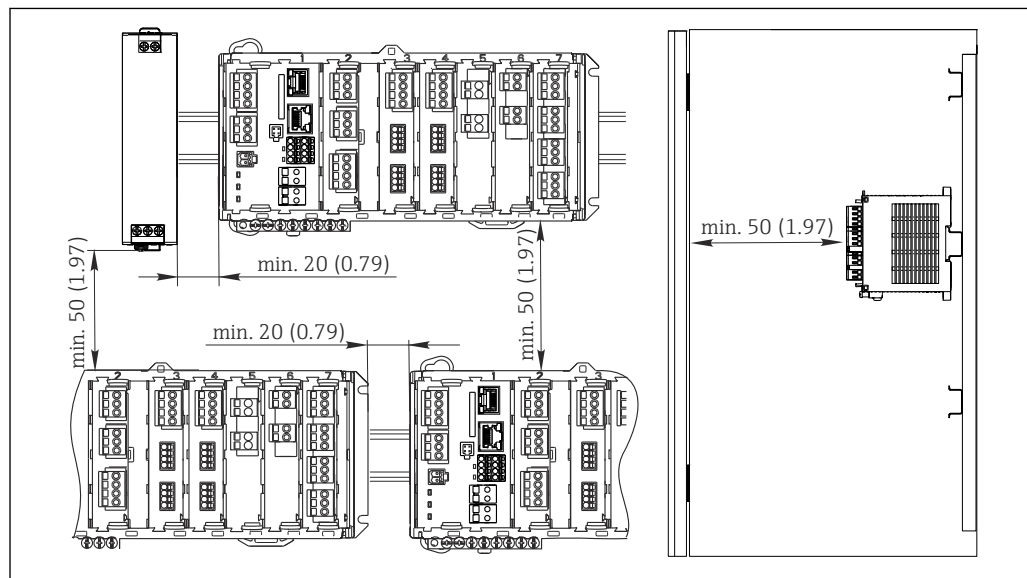 1 2 3 4 5 6 7
min. 50 (1.97)
min. 20 (0.79)
min. 50 (1.97)
min. 50 (1.97)
min. 20 (0.79)
2 3 4 5 6 7
1 2 3